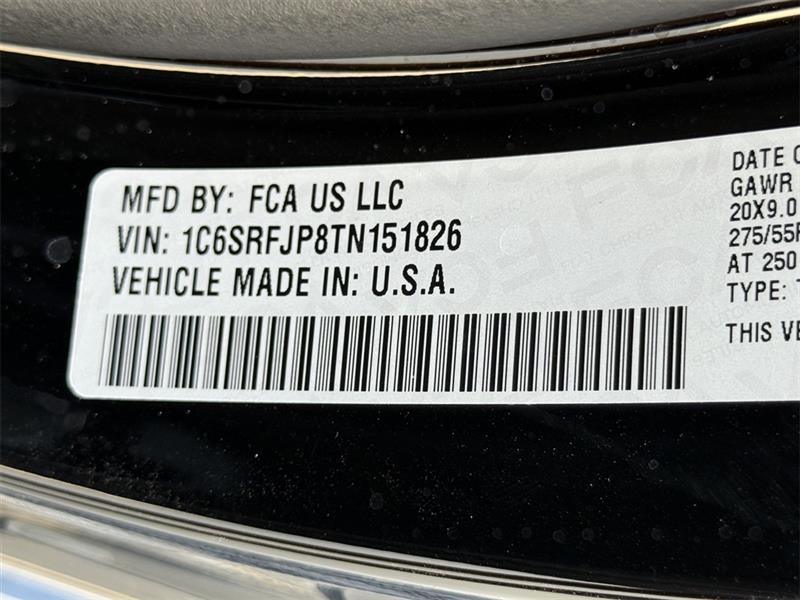 MFD BY: FCA US LLC
VIN: 1C6SRFJP8TN151826
VEHICLE MADE IN: U.S.A.
DATE O
GAWR
20X9.0
275/55R
AT 250
TYPE: T
THIS VE